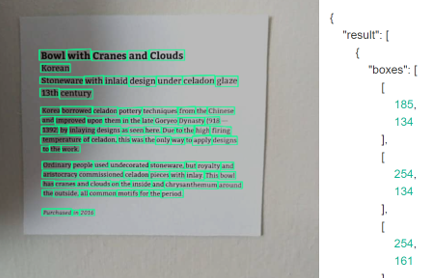 Bowl with Cranes and Clouds
Korean
Stoneware with inlaid design under celadon glaze
13th century
Korea borrowed celadon pottery techniques from the Chinese
and improved upon them in the late Goryeo Dynasty (918 —
1392) by inlaying designs as seen here. Due to the high firing
temperature of celadon, this was the only way to apply designs
to the work.
Ordinary people used undecorated stoneware, but royalty and
aristocracy commissioned celadon pieces with inlay. This bowl
has cranes and clouds on the inside and chrysanthemum around
the outside, all common motifs for the period.
Purchased in 2016
{
"result": [
{
"boxes": [
[
185,
134
],
[
254,
134
],
[
254,
161
]